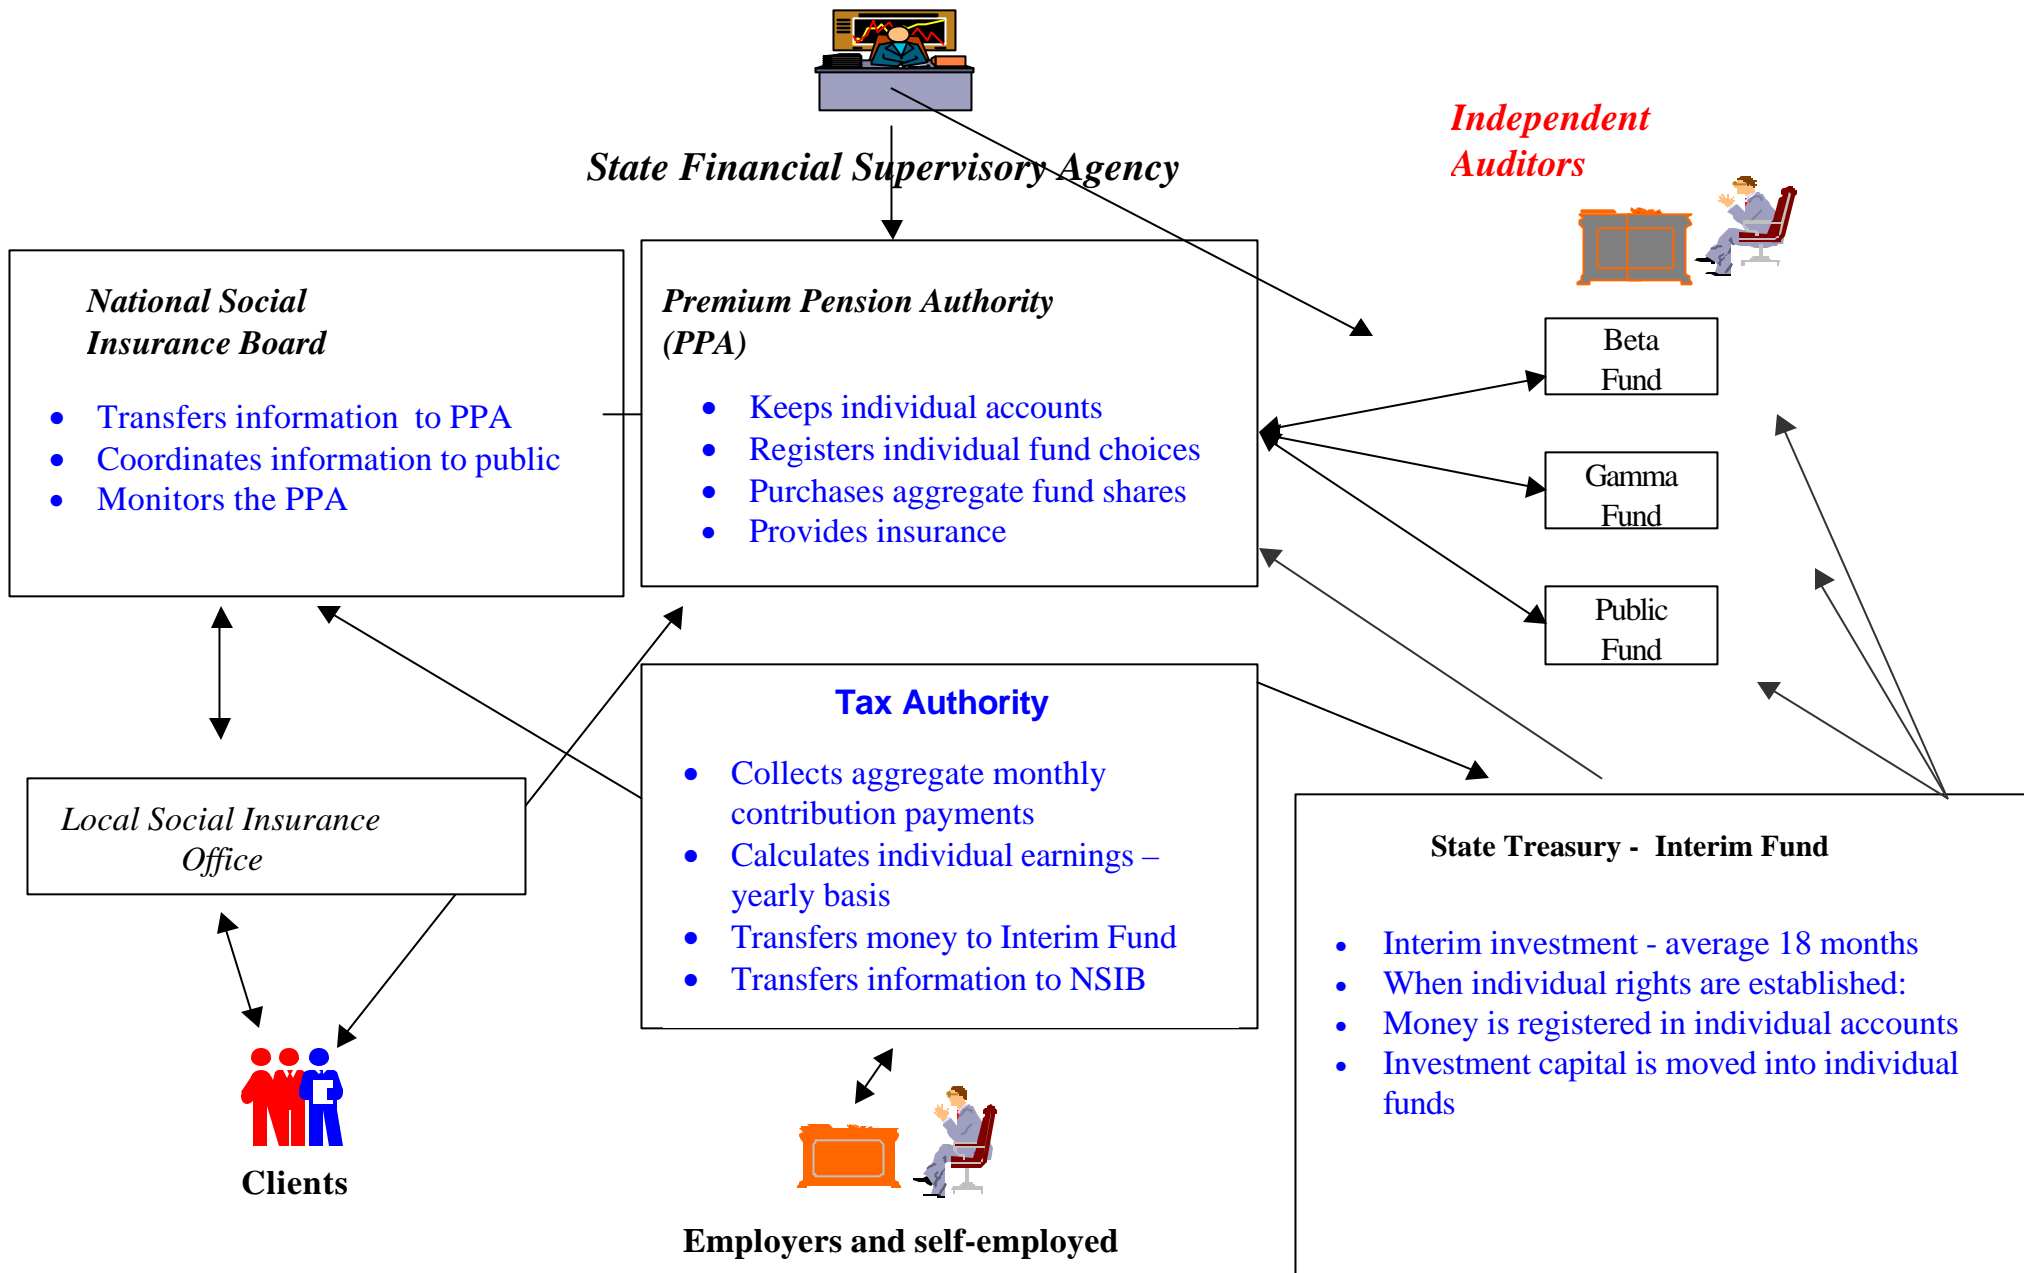 State Financial Supervisory Agency
Independent
Auditors
National Social
Insurance Board
• Transfers information to PPA
• Coordinates information to public
• Monitors the PPA
Premium Pension Authority
(PPA)
• Keeps individual accounts
• Registers individual fund choices
• Purchases aggregate fund shares
• Provides insurance
Beta
Fund
Gamma
Fund
Public
Fund
Local Social Insurance
Office
Tax Authority
• Collects aggregate monthly
contribution payments
• Calculates individual earnings –
yearly basis
• Transfers money to Interim Fund
• Transfers information to NSIB
State Treasury - Interim Fund
• Interim investment - average 18 months
• When individual rights are established:
• Money is registered in individual accounts
• Investment capital is moved into individual
funds
Clients
Employers and self-employed